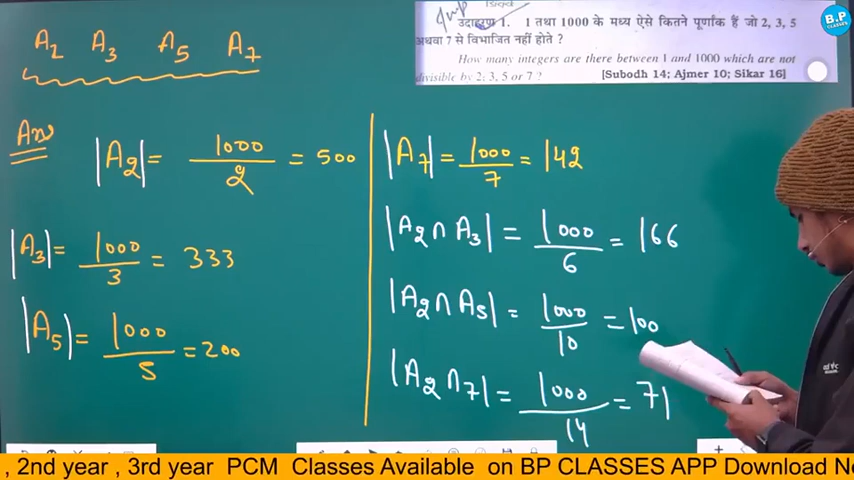 A2 A3 A5 A7
उदाहरण 1. 1 तथा 1000 के मध्य ऐसे कितने पूर्णांक हैं जो 2, 3, 5
अथवा 7 से विभाजित नहीं होते ?
How many integers are there between 1 and 1000 which are not
divisible by 2, 3, 5 or 7 ? [Subodh 14; Ajmer 10; Sikar 16]
B.P
CLASSES
Ans
|A2| = 1000/2 = 500
|A3| = 1000/3 = 333
|A5| = 1000/5 = 200
|A7| = 1000/7 = 142
|A2 ∩ A3| = 1000/6 = 166
|A2 ∩ A5| = 1000/10 = 100
|A2 ∩ 7| = 1000/14 = 71
, 2nd year , 3rd year PCM Classes Available on BP CLASSES APP Download No